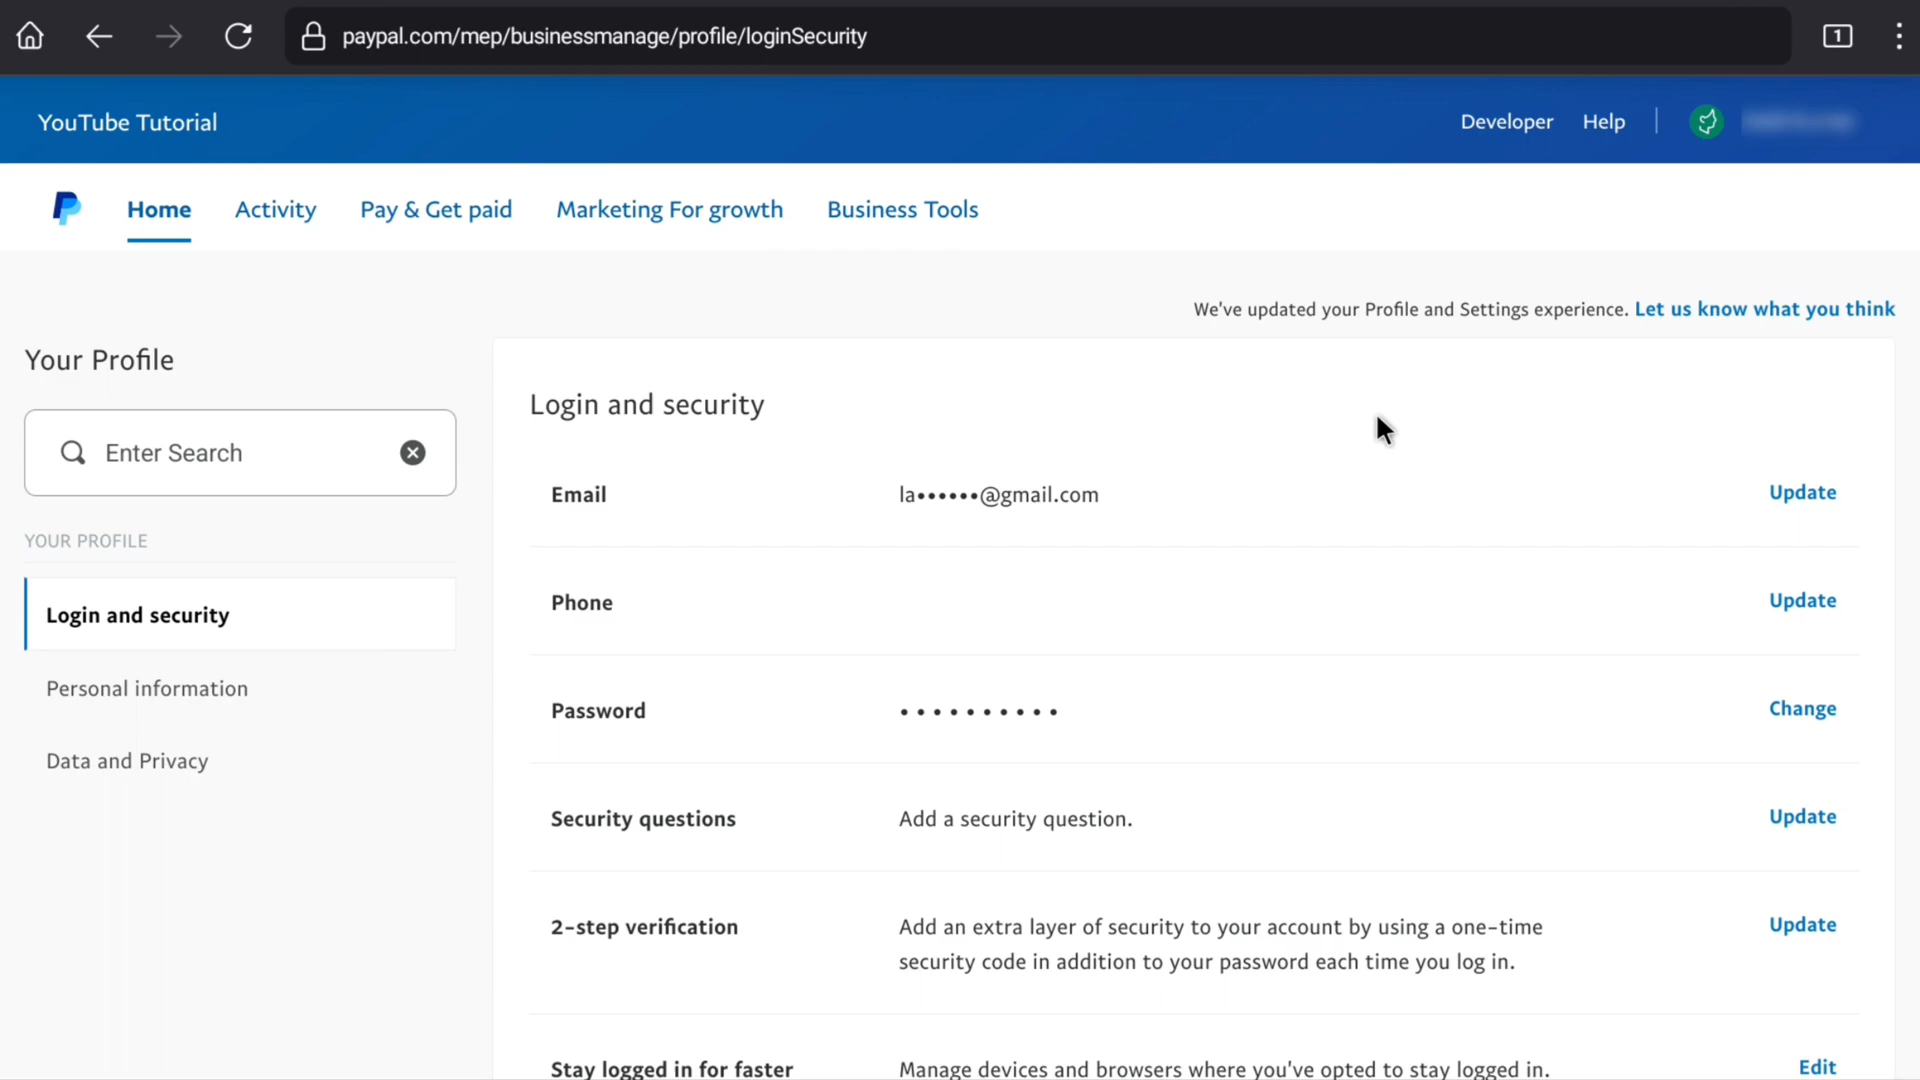 paypal.com/mep/businessmanage/profile/loginSecurity
1
YouTube Tutorial
Developer
Help
Home
Activity
Pay & Get paid
Marketing For growth
Business Tools
We've updated your Profile and Settings experience. Let us know what you think
Your Profile
Enter Search
YOUR PROFILE
Login and security
Personal information
Data and Privacy
Login and security
Email
la••••••@gmail.com
Update
Phone
Update
Password
••••••••••
Change
Security questions
Add a security question.
Update
2-step verification
Add an extra layer of security to your account by using a one-time
security code in addition to your password each time you log in.
Update
Stay logged in for faster
Manage devices and browsers where you've opted to stay logged in.
Edit